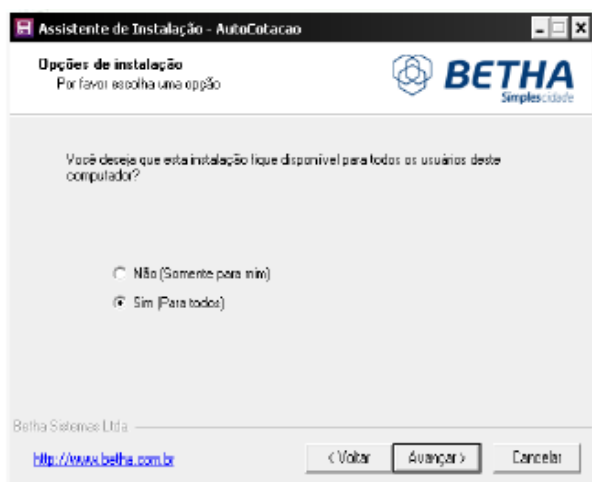 Assistente de Instalação - AutoCotacao
Opções de instalação
Por favor escolha uma opção
BETHA
Simplescidade
Você deseja que esta instalação fique disponível para todos os usuários deste
computador?
Não (Somente para mim)
Sim (Para todos)
Betha Sistemas Ltda
http://www.betha.com.br
< Voltar
Avançar >
Cancelar